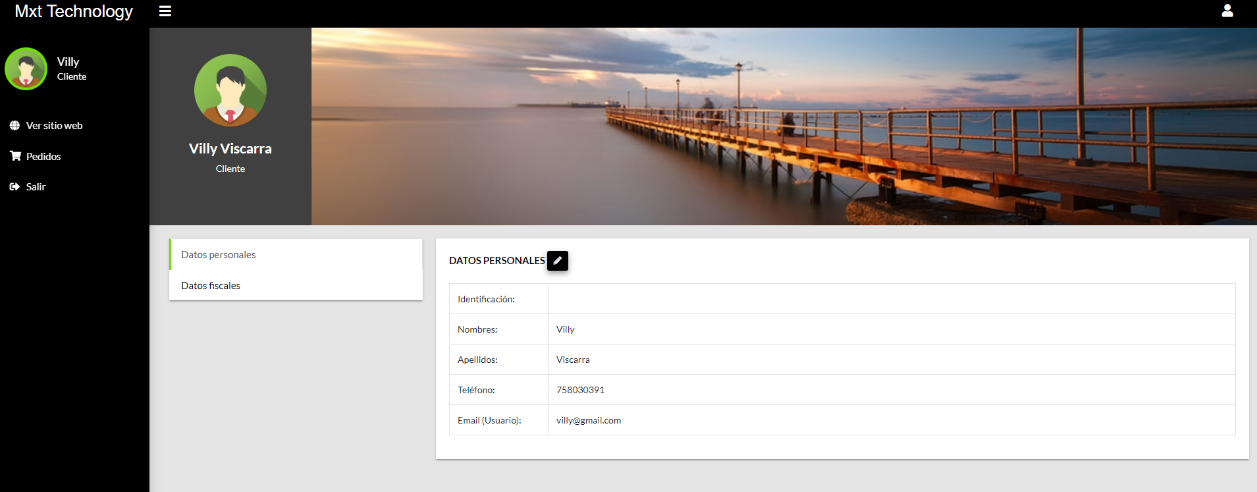 Mxt Technology
Villy
Cliente
Ver sitio web
Pedidos
Salir
Villy Viscarra
Cliente
Datos personales
Datos fiscales
DATOS PERSONALES
Identificación:
Nombres: Villy
Apellidos: Viscarra
Teléfono: 758030391
Email (Usuario): villy@gmail.com